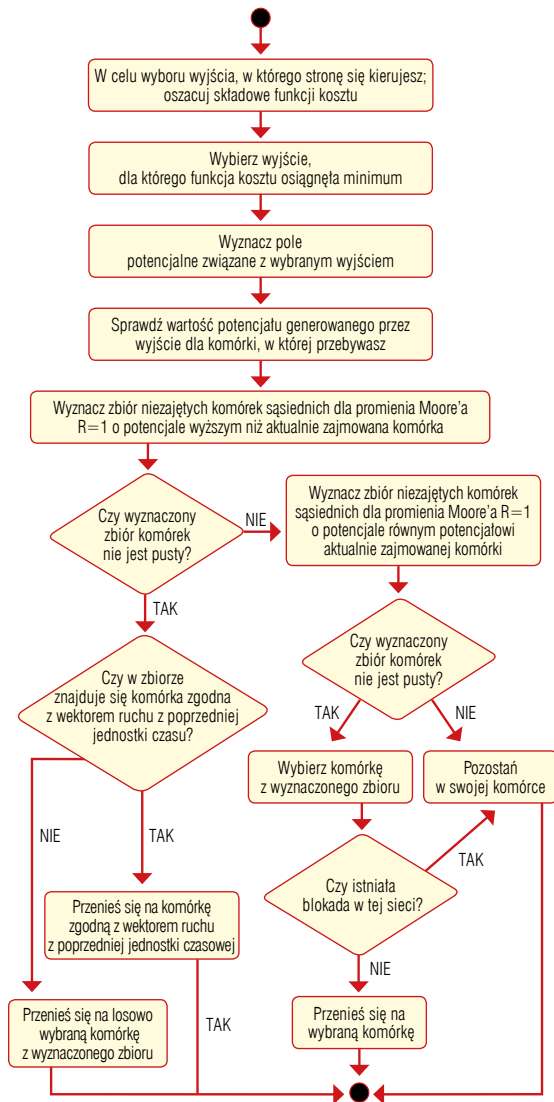 W celu wyboru wyjścia, w którego stronę się kierujesz;
oszacuj składowe funkcji kosztu
Wybierz wyjście,
dla którego funkcja kosztu osiągnęła minimum
Wyznacz pole
potencjalne związane z wybranym wyjściem
Sprawdź wartość potencjału generowanego przez
wyjście dla komórki, w której przebywasz
Wyznacz zbiór niezajętych komórek sąsiednich dla promienia Moore'a
R=1 o potencjale wyższym niż aktualnie zajmowana komórka
Czy wyznaczony
zbiór komórek
nie jest pusty?
NIE
Wyznacz zbiór niezajętych komórek
sąsiednich dla promienia Moore'a R=1
o potencjale równym potencjałowi
aktualnie zajmowanej komórki
TAK
Czy w zbiorze
znajduje się komórka zgodna
z wektorem ruchu z poprzedniej
jednostki czasu?
Czy wyznaczony
zbiór komórek
nie jest pusty?
TAK
NIE
Wybierz komórkę
z wyznaczonego zbioru
Pozostań
w swojej komórce
NIE
TAK
Czy istniała
blokada w tej sieci?
TAK
Przenieś się na komórkę
zgodną z wektorem ruchu
z poprzedniej jednostki czasowej
NIE
Przenieś się na losowo
wybraną komórkę
z wyznaczonego zbioru
TAK
Przenieś się na
wybraną komórkę